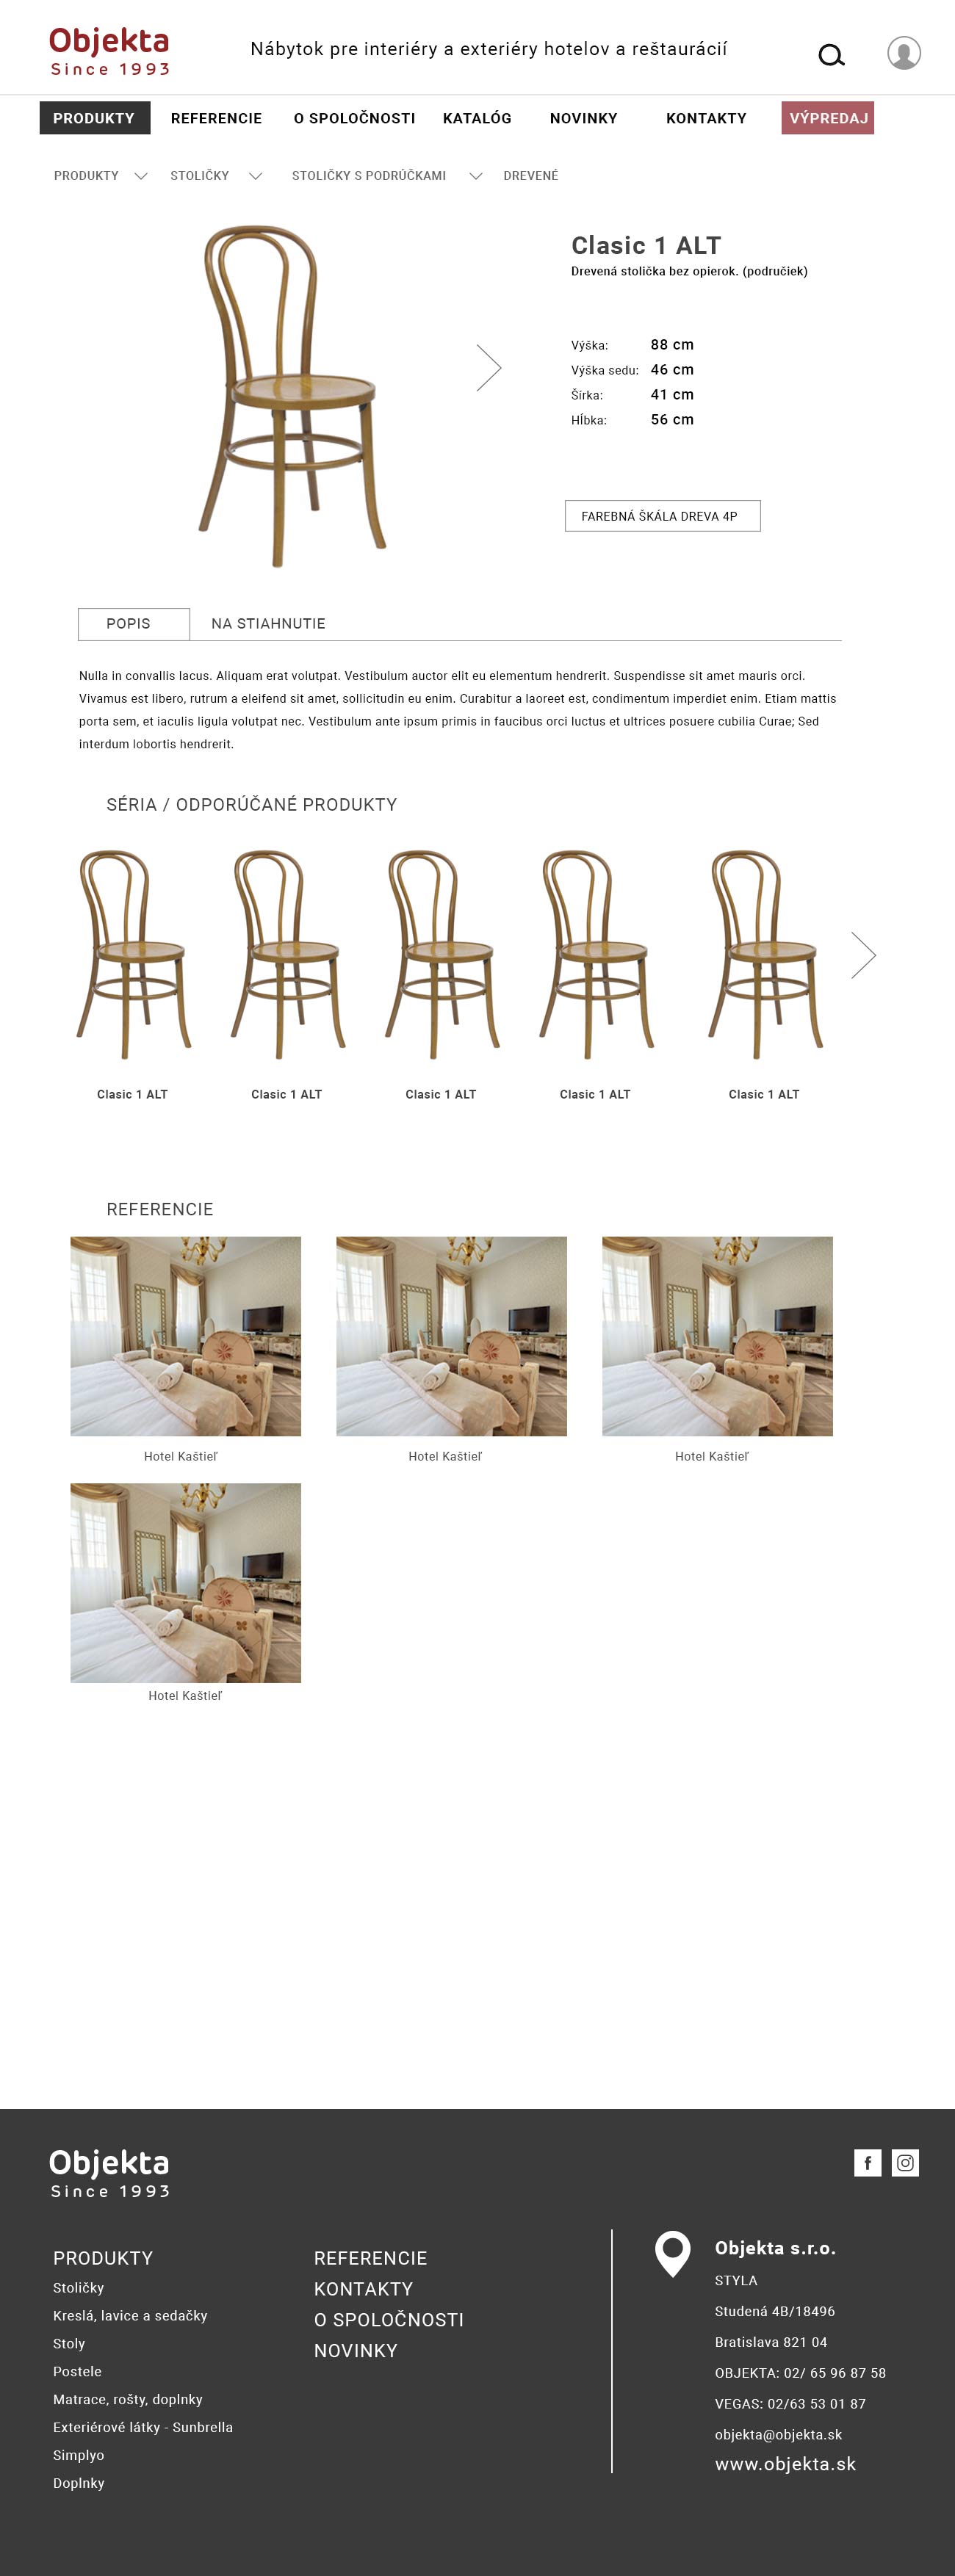 Objekta
Since 1993
Nábytok pre interiéry a exteriéry hotelov a reštaurácií
PRODUKTY REFERENCIE O SPOLOČNOSTI KATALÓG NOVINKY KONTAKTY VÝPREDAJ
PRODUKTY STOLIČKY STOLIČKY S PODRÚČKAMI DREVENÉ
Clasic 1 ALT
Drevená stolička bez opierok. (područiek)
Výška: 88 cm
Výška sedu: 46 cm
Šírka: 41 cm
Hĺbka: 56 cm
FAREBNÁ ŠKÁLA DREVA 4P
POPIS NA STIAHNUTIE
Nulla in convallis lacus. Aliquam erat volutpat. Vestibulum auctor elit eu elementum hendrerit. Suspendisse sit amet mauris orci.
Vivamus est libero, rutrum a eleifend sit amet, sollicitudin eu enim. Curabitur a laoreet est, condimentum imperdiet enim. Etiam mattis
porta sem, et iaculis ligula volutpat nec. Vestibulum ante ipsum primis in faucibus orci luctus et ultrices posuere cubilia Curae; Sed
interdum lobortis hendrerit.
SÉRIA / ODPORÚČANÉ PRODUKTY
Clasic 1 ALT Clasic 1 ALT Clasic 1 ALT Clasic 1 ALT Clasic 1 ALT
REFERENCIE
Hotel Kaštieľ Hotel Kaštieľ Hotel Kaštieľ
Hotel Kaštieľ
Objekta
Since 1993
PRODUKTY
Stoličky
Kreslá, lavice a sedačky
Stoly
Postele
Matrace, rošty, doplnky
Exteriérové látky - Sunbrella
Simplyo
Doplnky
REFERENCIE
KONTAKTY
O SPOLOČNOSTI
NOVINKY
Objekta s.r.o.
STYLA
Studená 4B/18496
Bratislava 821 04
OBJEKTA: 02/ 65 96 87 58
VEGAS: 02/63 53 01 87
objekta@objekta.sk
www.objekta.sk